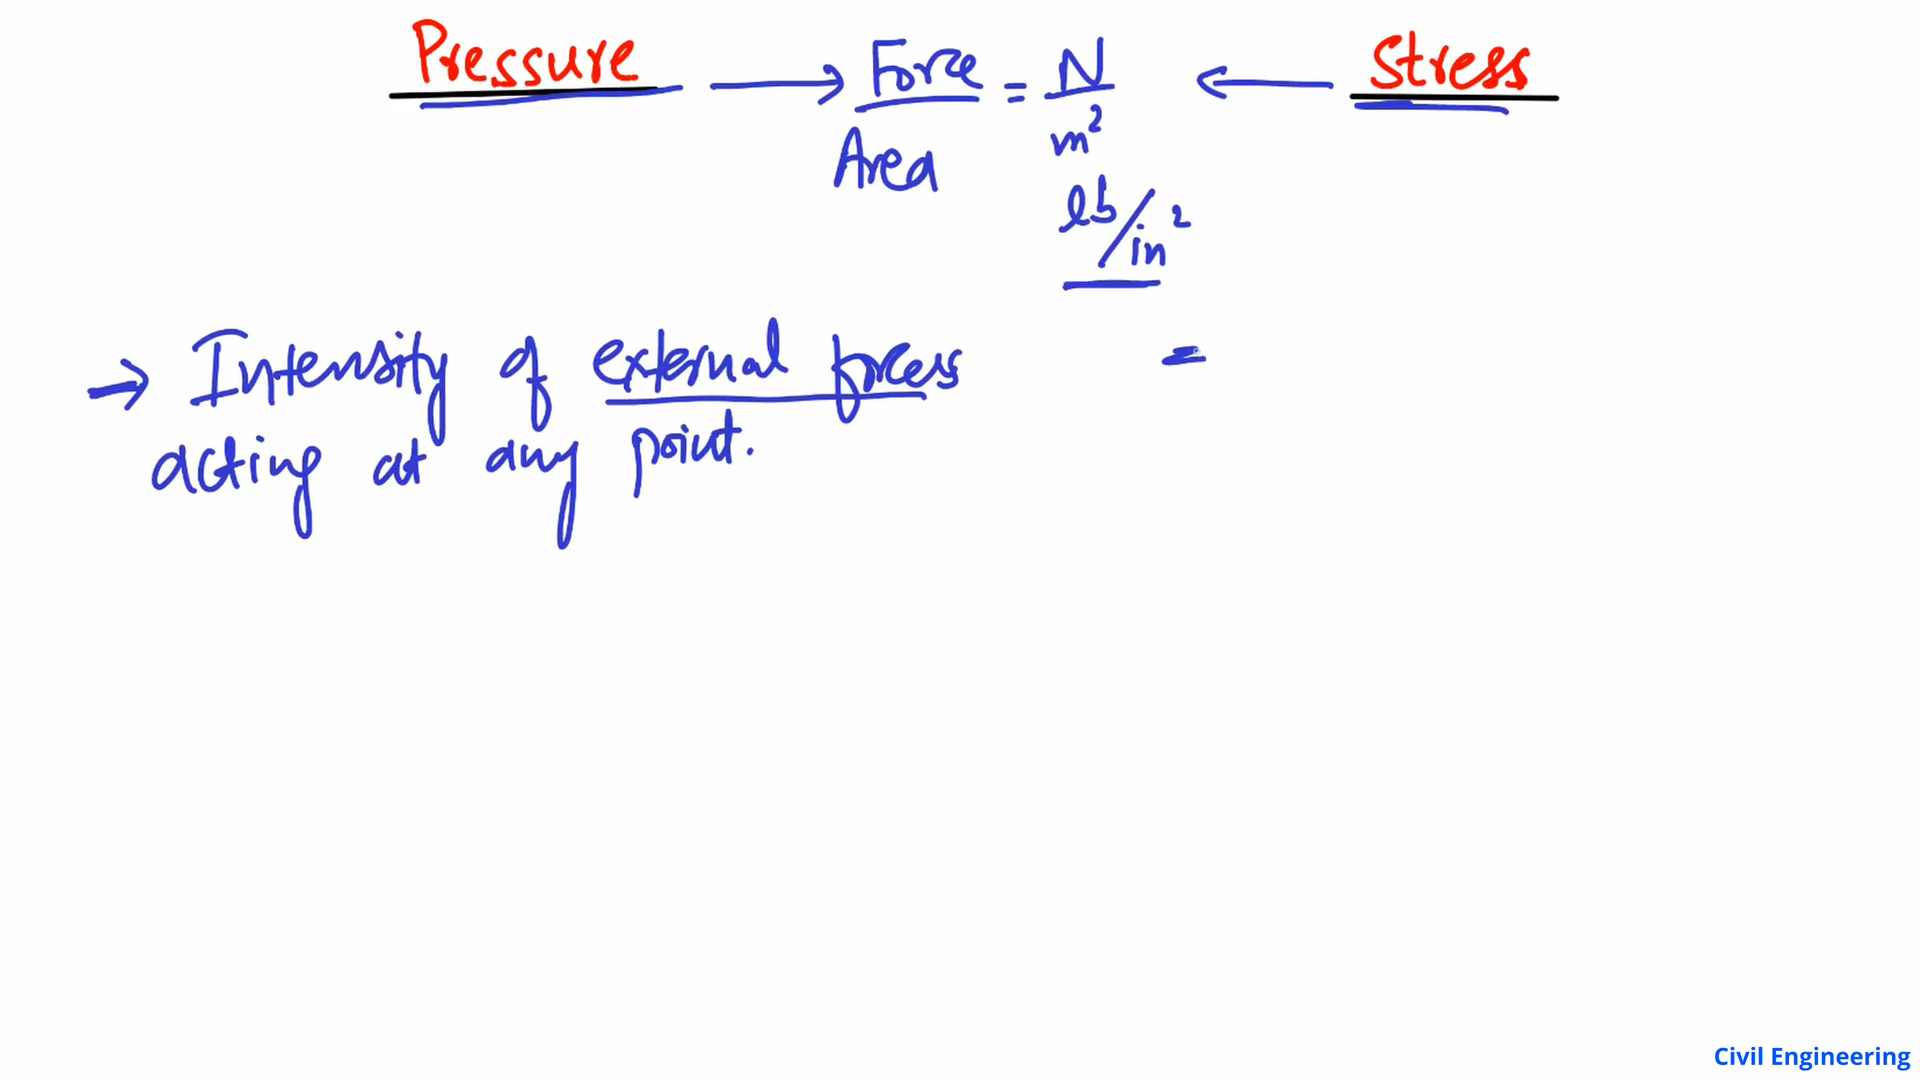 Pressure → Force = N ← Stress
Area m²
lb/in²
→ Intensity of external forces =
acting at any point.
Civil Engineering